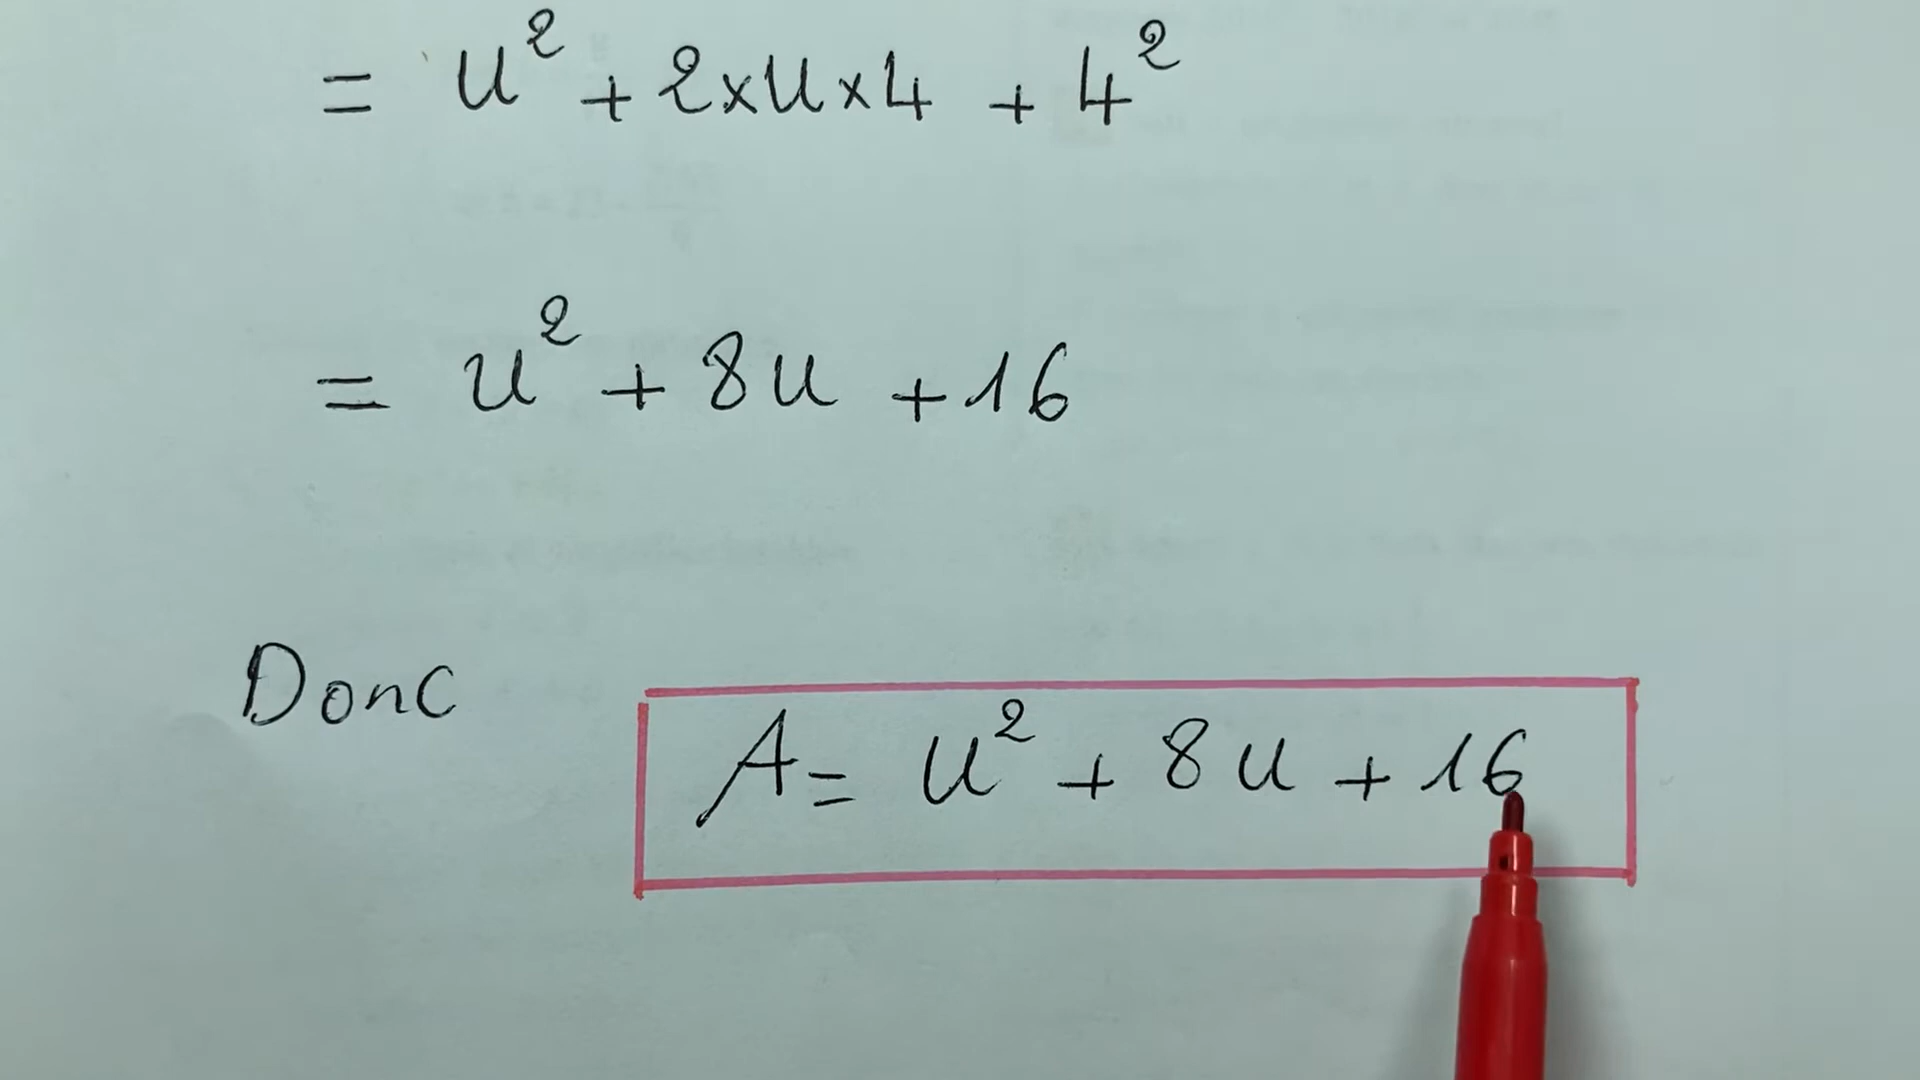 = u² + 2×u×4 + 4²
= u² + 8u + 16
Donc
A = u² + 8u + 16